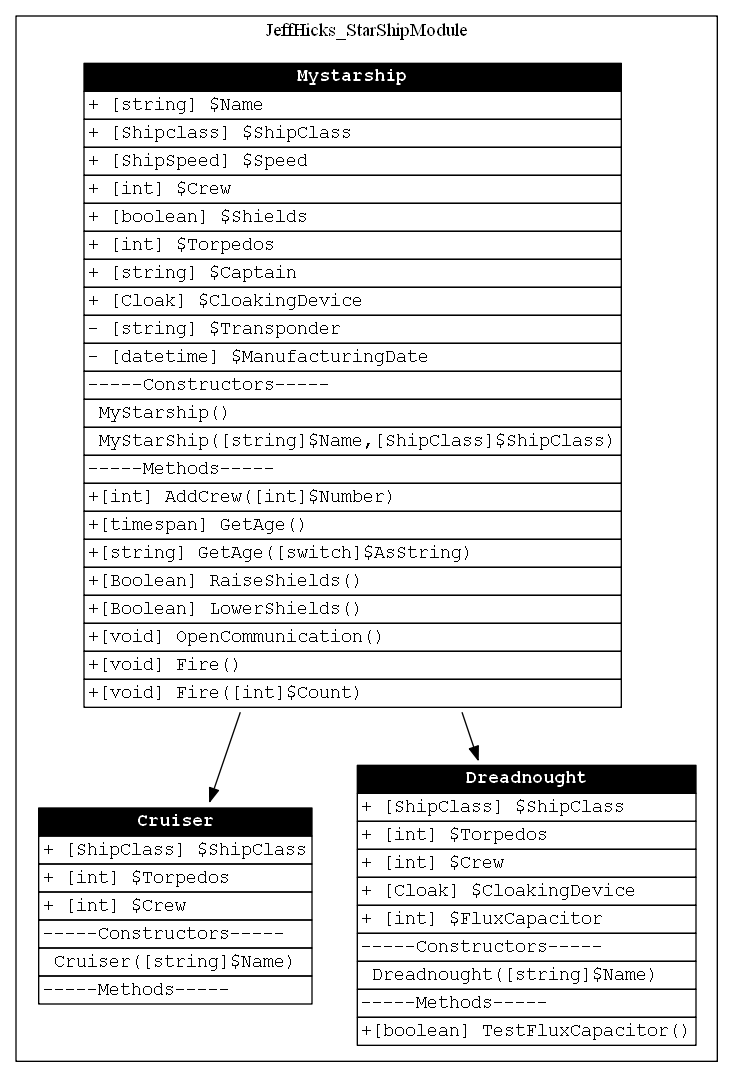 JeffHicks_StarShipModule
Mystarship
+ [string] $Name
+ [Shipclass] $ShipClass
+ [ShipSpeed] $Speed
+ [int] $Crew
+ [boolean] $Shields
+ [int] $Torpedos
+ [string] $Captain
+ [Cloak] $CloakingDevice
- [string] $Transponder
- [datetime] $ManufacturingDate
-----Constructors-----
MyStarship()
MyStarShip([string]$Name,[ShipClass]$ShipClass)
-----Methods-----
+[int] AddCrew([int]$Number)
+[timespan] GetAge()
+[string] GetAge([switch]$AsString)
+[Boolean] RaiseShields()
+[Boolean] LowerShields()
+[void] OpenCommunication()
+[void] Fire()
+[void] Fire([int]$Count)
Cruiser
+ [ShipClass] $ShipClass
+ [int] $Torpedos
+ [int] $Crew
-----Constructors-----
Cruiser([string]$Name)
-----Methods-----
Dreadnought
+ [ShipClass] $ShipClass
+ [int] $Torpedos
+ [int] $Crew
+ [Cloak] $CloakingDevice
+ [int] $FluxCapacitor
-----Constructors-----
Dreadnought([string]$Name)
-----Methods-----
+[boolean] TestFluxCapacitor()